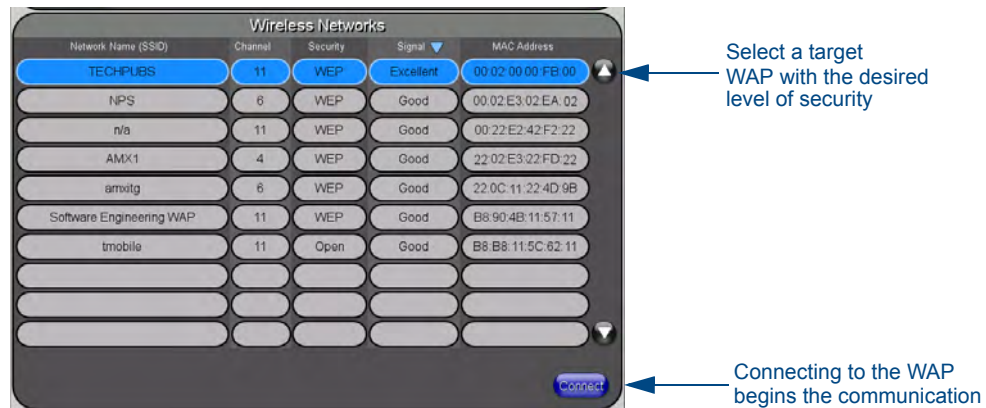 Wireless Networks
Network Name (SSID) Channel Security Signal MAC Address
TECHPUBS 11 WEP Excellent 00:02:00:00:FB:00
NPS 6 WEP Good 00:02:E3:02:EA:02
n/a 11 WEP Good 00:22:E2:42:F2:22
AMX1 4 WEP Good 22:02:E3:22:FD:22
amxitg 6 WEP Good 22:0C:11:22:4D:9B
Software Engineering WAP 11 WEP Good B8:90:4B:11:57:11
tmobile 11 Open Good B8:B8:11:5C:62:11
Connect
Select a target
WAP with the desired
level of security
Connecting to the WAP
begins the communication